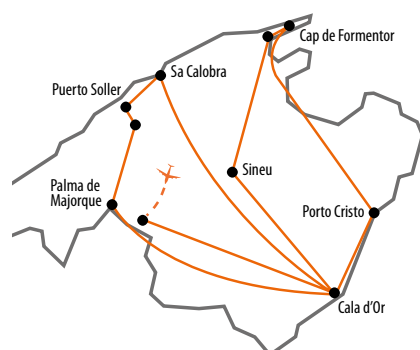 Cap de Formentor
Sa Calobra
Puerto Soller
Sineu
Palma de
Majorque
Porto Cristo
Cala d'Or